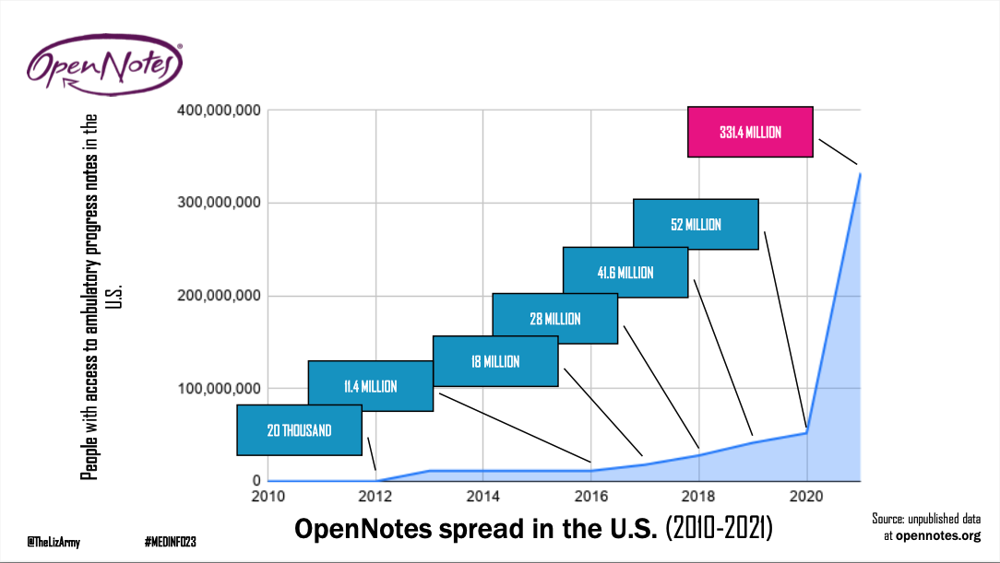 OpenNotes®
People with access to ambulatory progress notes in the
U.S.
400,000,000
300,000,000
200,000,000
100,000,000
0
331.4 MILLION
52 MILLION
41.6 MILLION
28 MILLION
18 MILLION
11.4 MILLION
20 THOUSAND
2010 2012 2014 2016 2018 2020
OpenNotes spread in the U.S. (2010-2021)
@TheLizArmy #MEDINFO23
Source: unpublished data
at opennotes.org